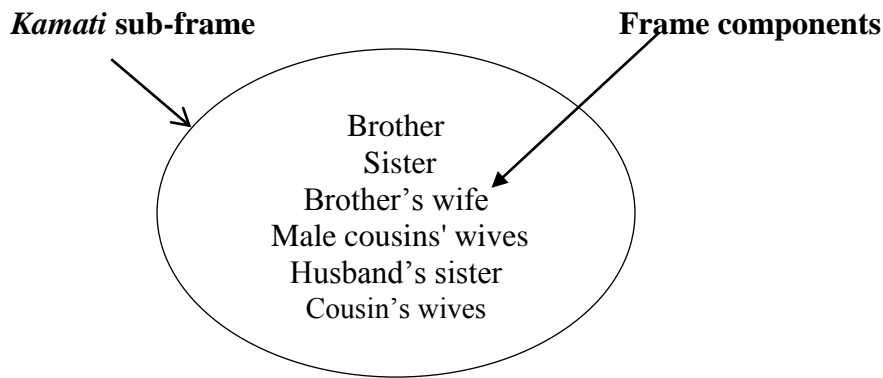 Kamati sub-frame
Frame components
Brother
Sister
Brother’s wife
Male cousins' wives
Husband’s sister
Cousin’s wives